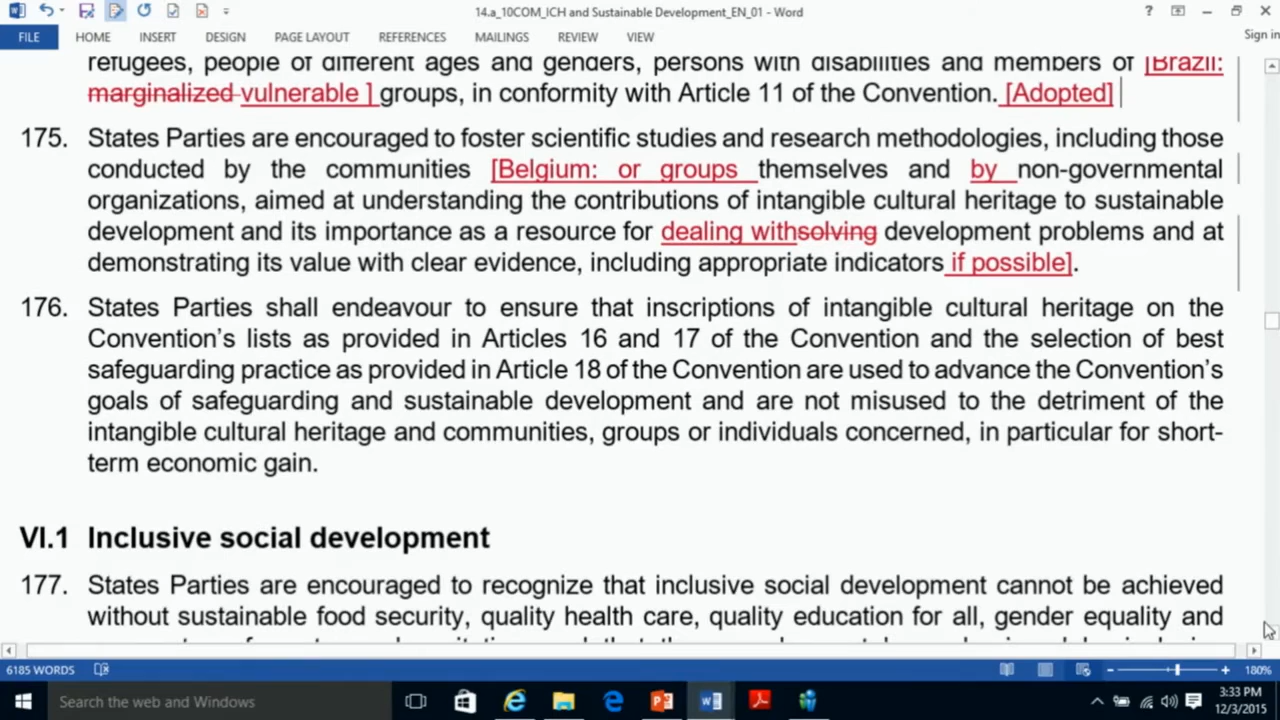 14.a_10COM_ICH and Sustainable Development_EN_01 - Word
FILE HOME INSERT DESIGN PAGE LAYOUT REFERENCES MAILINGS REVIEW VIEW Sign in
refugees, people of different ages and genders, persons with disabilities and members of [Brazil:
marginalized vulnerable ] groups, in conformity with Article 11 of the Convention. [Adopted]
175. States Parties are encouraged to foster scientific studies and research methodologies, including those
conducted by the communities [Belgium: or groups themselves and by non-governmental
organizations, aimed at understanding the contributions of intangible cultural heritage to sustainable
development and its importance as a resource for dealing withsolving development problems and at
demonstrating its value with clear evidence, including appropriate indicators if possible].
176. States Parties shall endeavour to ensure that inscriptions of intangible cultural heritage on the
Convention's lists as provided in Articles 16 and 17 of the Convention and the selection of best
safeguarding practice as provided in Article 18 of the Convention are used to advance the Convention's
goals of safeguarding and sustainable development and are not misused to the detriment of the
intangible cultural heritage and communities, groups or individuals concerned, in particular for short-
term economic gain.
VI.1 Inclusive social development
177. States Parties are encouraged to recognize that inclusive social development cannot be achieved
without sustainable food security, quality health care, quality education for all, gender equality and
6185 WORDS 180%
Search the web and Windows
3:33 PM
12/3/2015